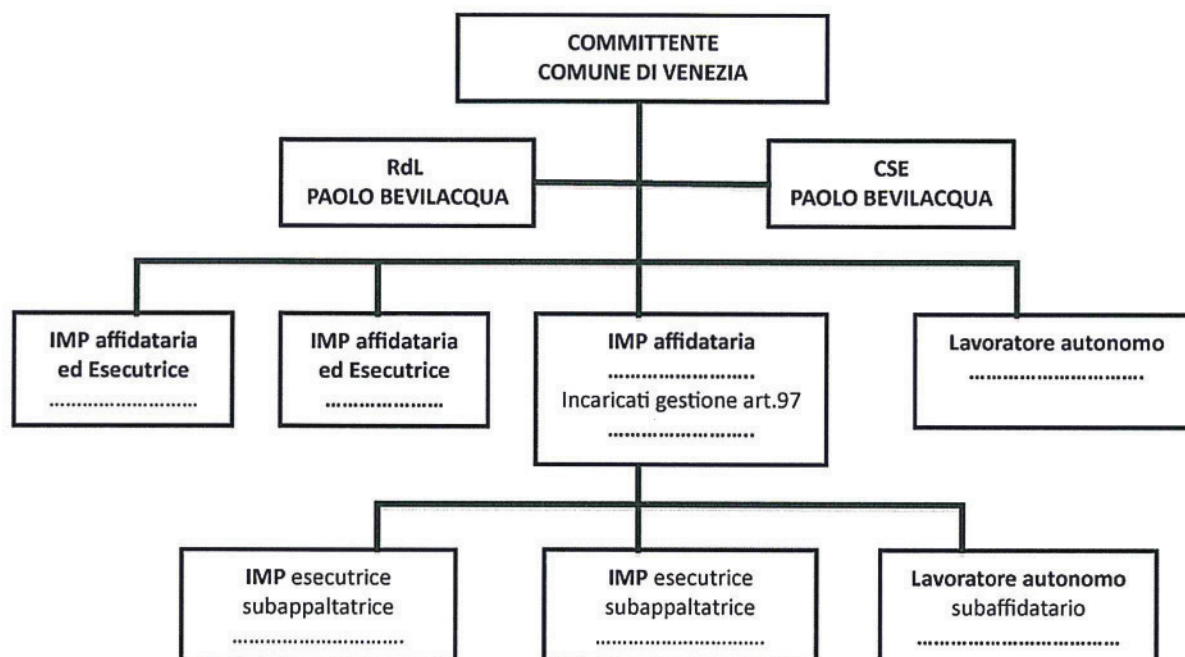 COMMITTENTE
COMUNE DI VENEZIA
RdL
PAOLO BEVILACQUA
CSE
PAOLO BEVILACQUA
IMP affidataria
ed Esecutrice
..............................
IMP affidataria
ed Esecutrice
......................
IMP affidataria
..............................
Incaricati gestione art.97
..............................
Lavoratore autonomo
..................................
IMP esecutrice
subappaltatrice
..................................
IMP esecutrice
subappaltatrice
..................................
Lavoratore autonomo
subaffidatario
........................................